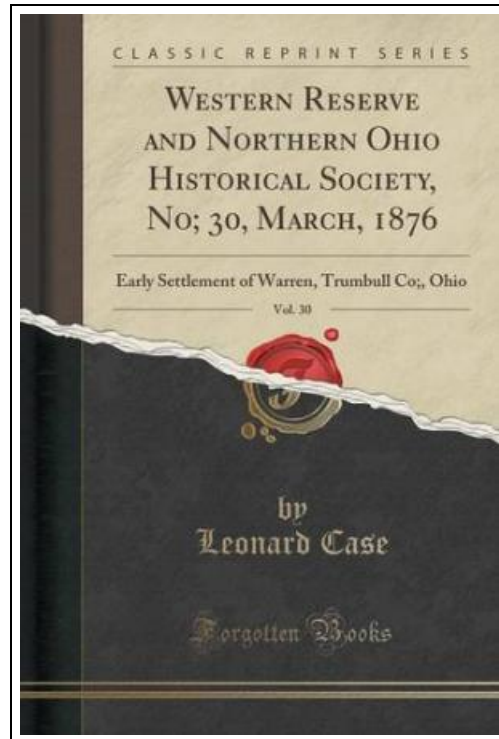 CLASSIC REPRINT SERIES
WESTERN RESERVE
AND NORTHERN OHIO
HISTORICAL SOCIETY,
NO; 30, MARCH, 1876
Early Settlement of Warren, Trumbull Co;, Ohio
Vol. 30
F
by
Leonard Case
Forgotten Books